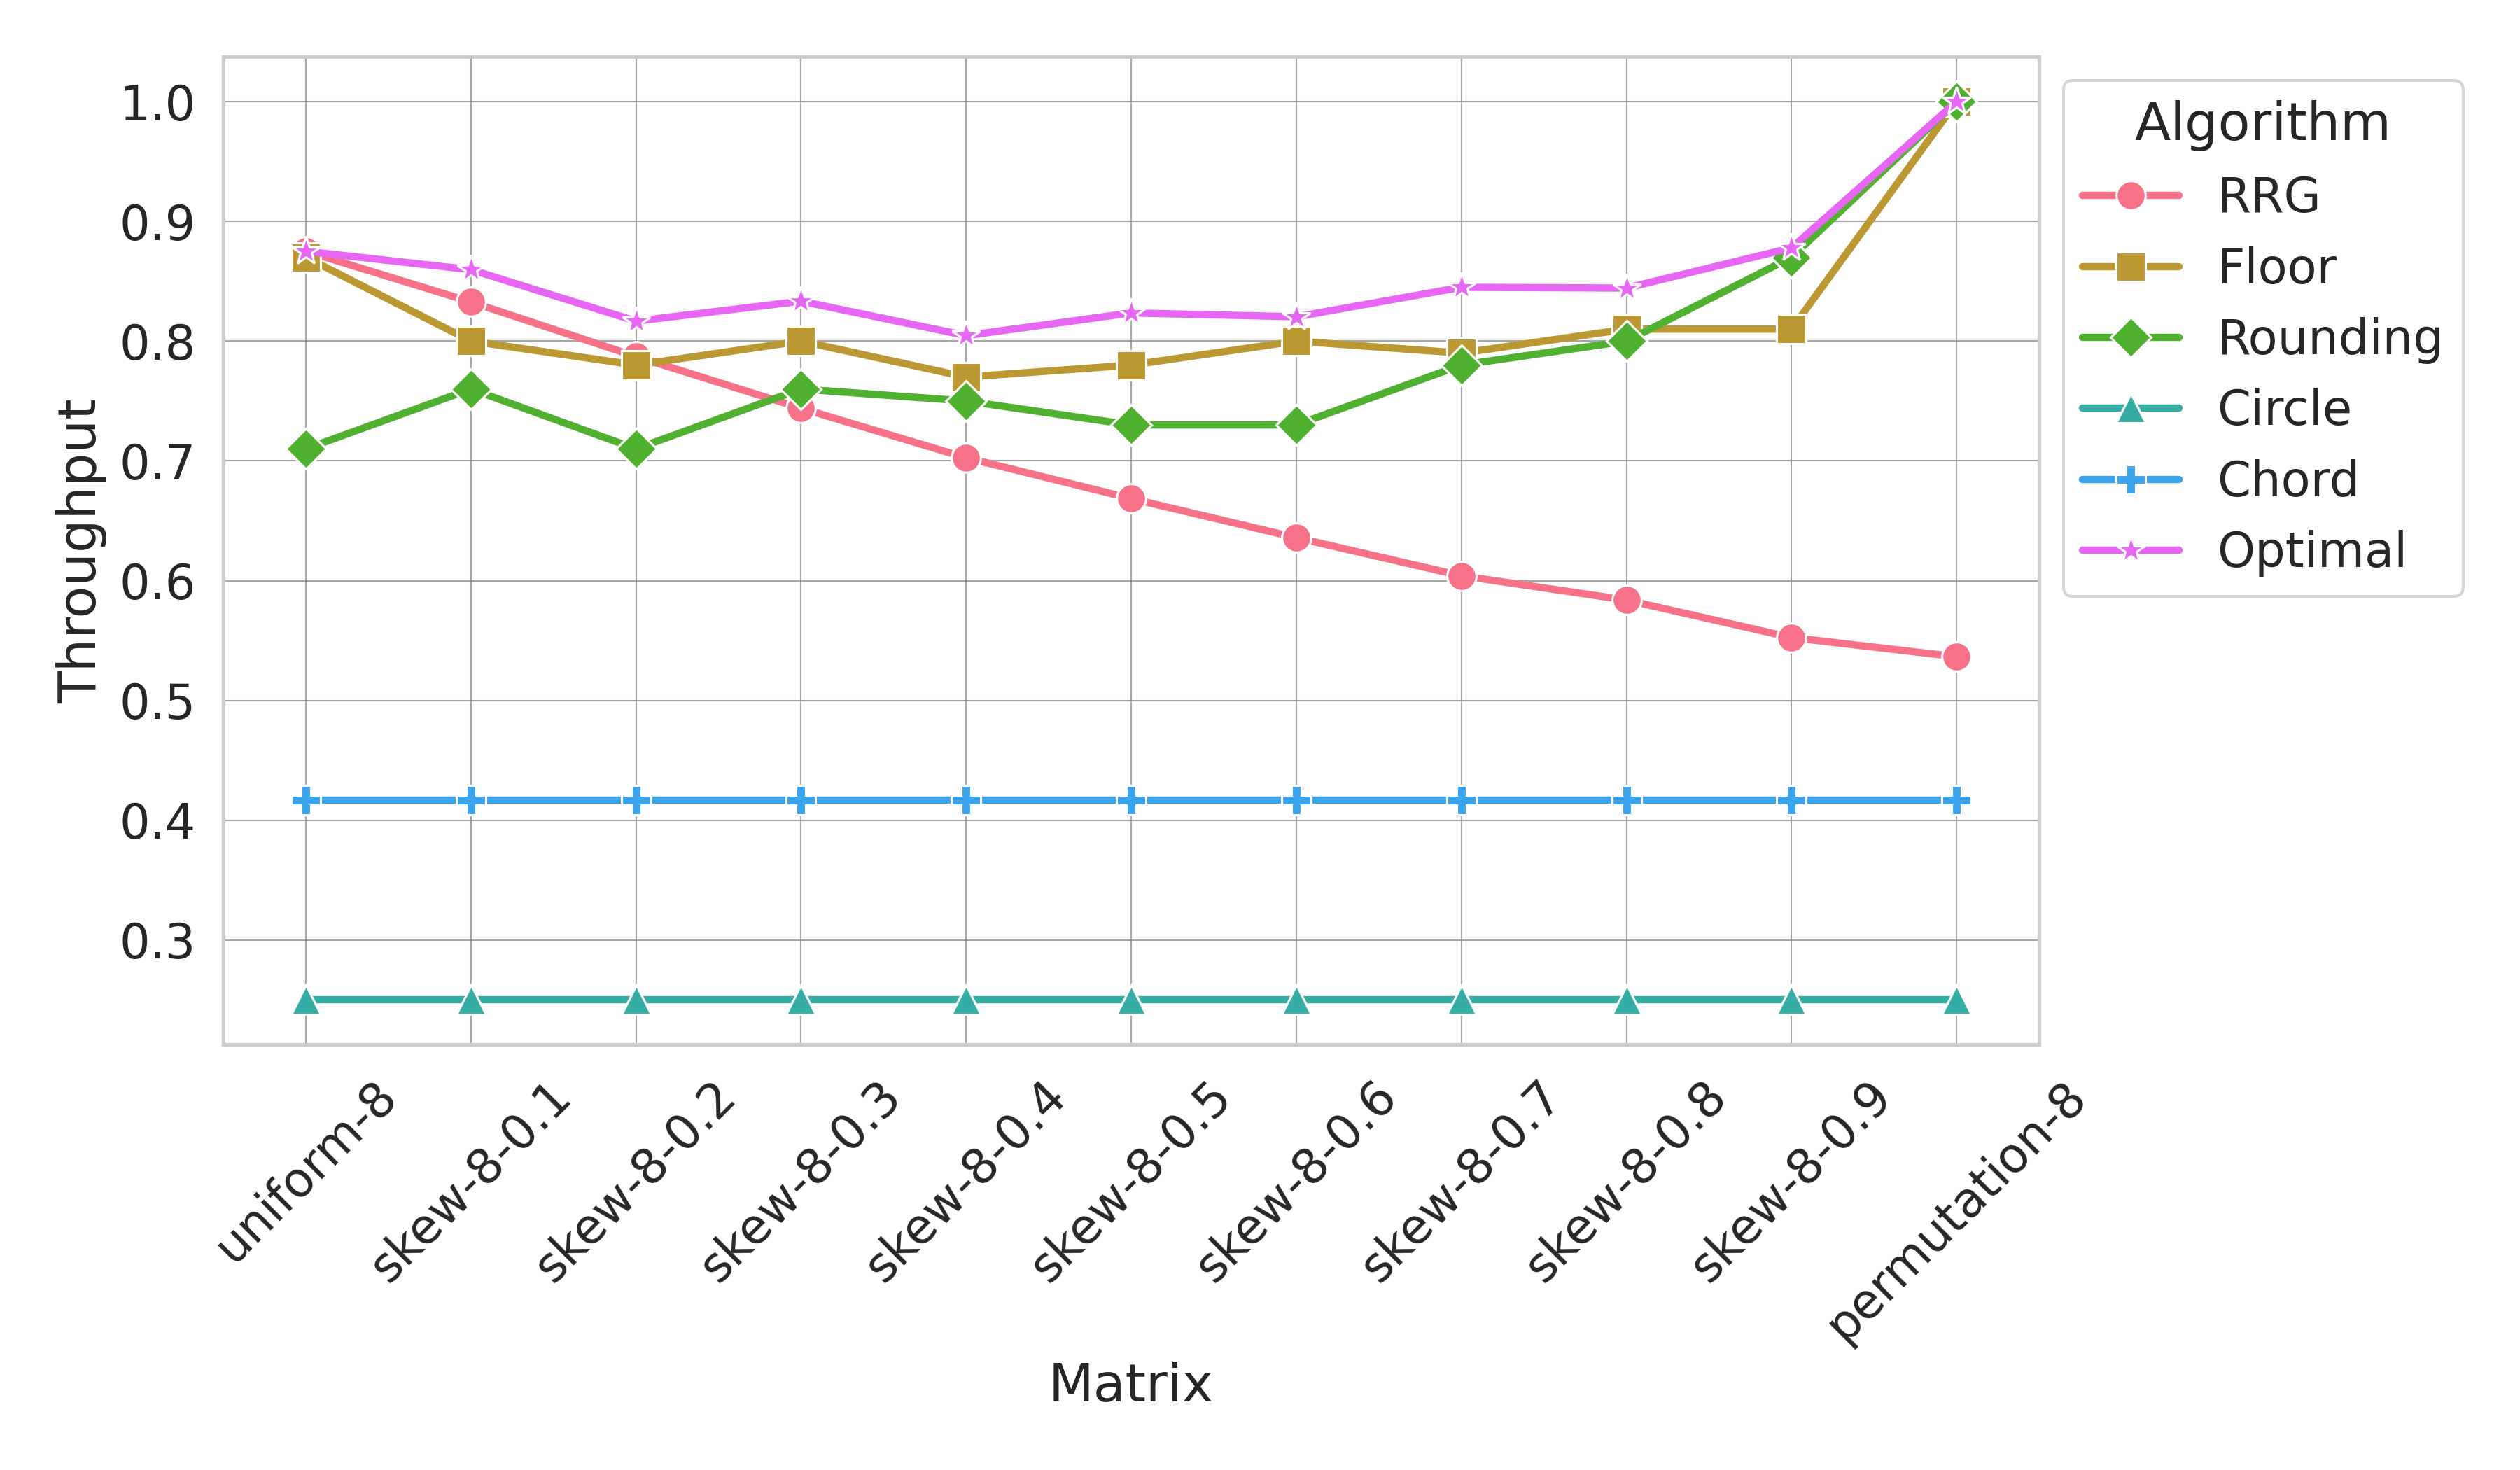 1.0
0.9
0.8
0.7
0.6
0.5
0.4
0.3
Throughput
uniform-8
skew-8-0.1
skew-8-0.2
skew-8-0.3
skew-8-0.4
skew-8-0.5
skew-8-0.6
skew-8-0.7
skew-8-0.8
skew-8-0.9
permutation-8
Matrix
Algorithm
RRG
Floor
Rounding
Circle
Chord
Optimal